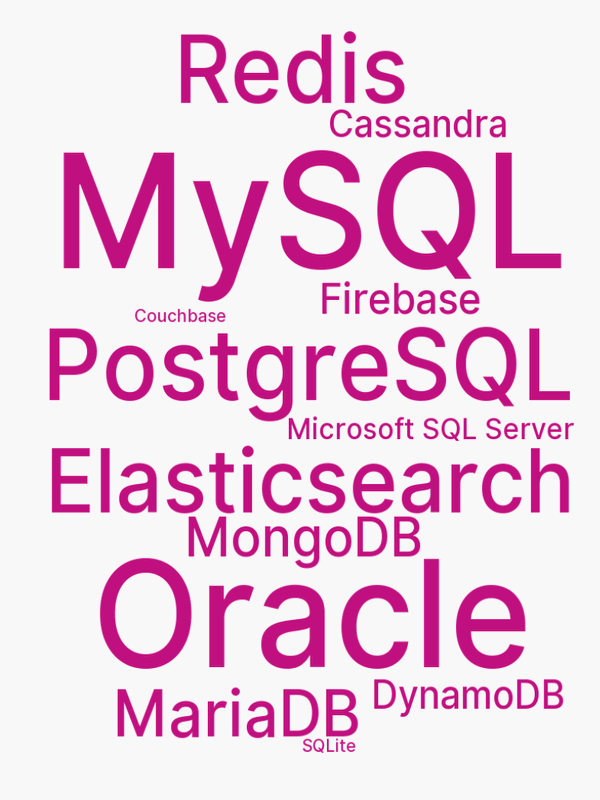 Redis
Cassandra
MySQL
Firebase
Couchbase
PostgreSQL
Microsoft SQL Server
Elasticsearch
MongoDB
Oracle
DynamoDB
MariaDB
SQLite